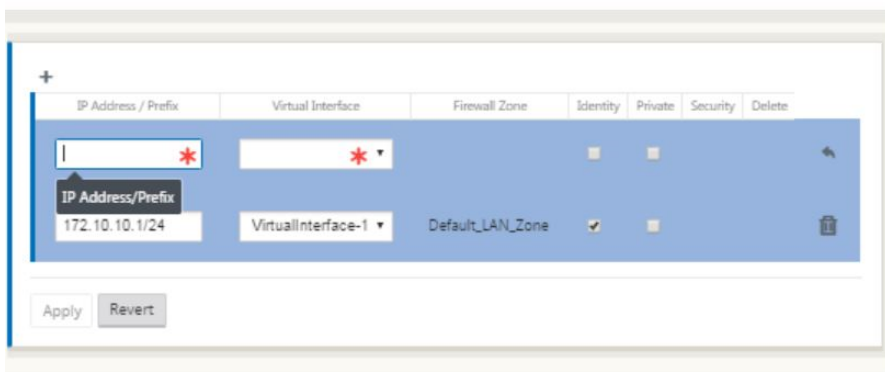 +
IP Address / Prefix Virtual Interface Firewall Zone Identity Private Security Delete
IP Address/Prefix
172.10.10.1/24 VirtualInterface-1 Default_LAN_Zone
Apply Revert